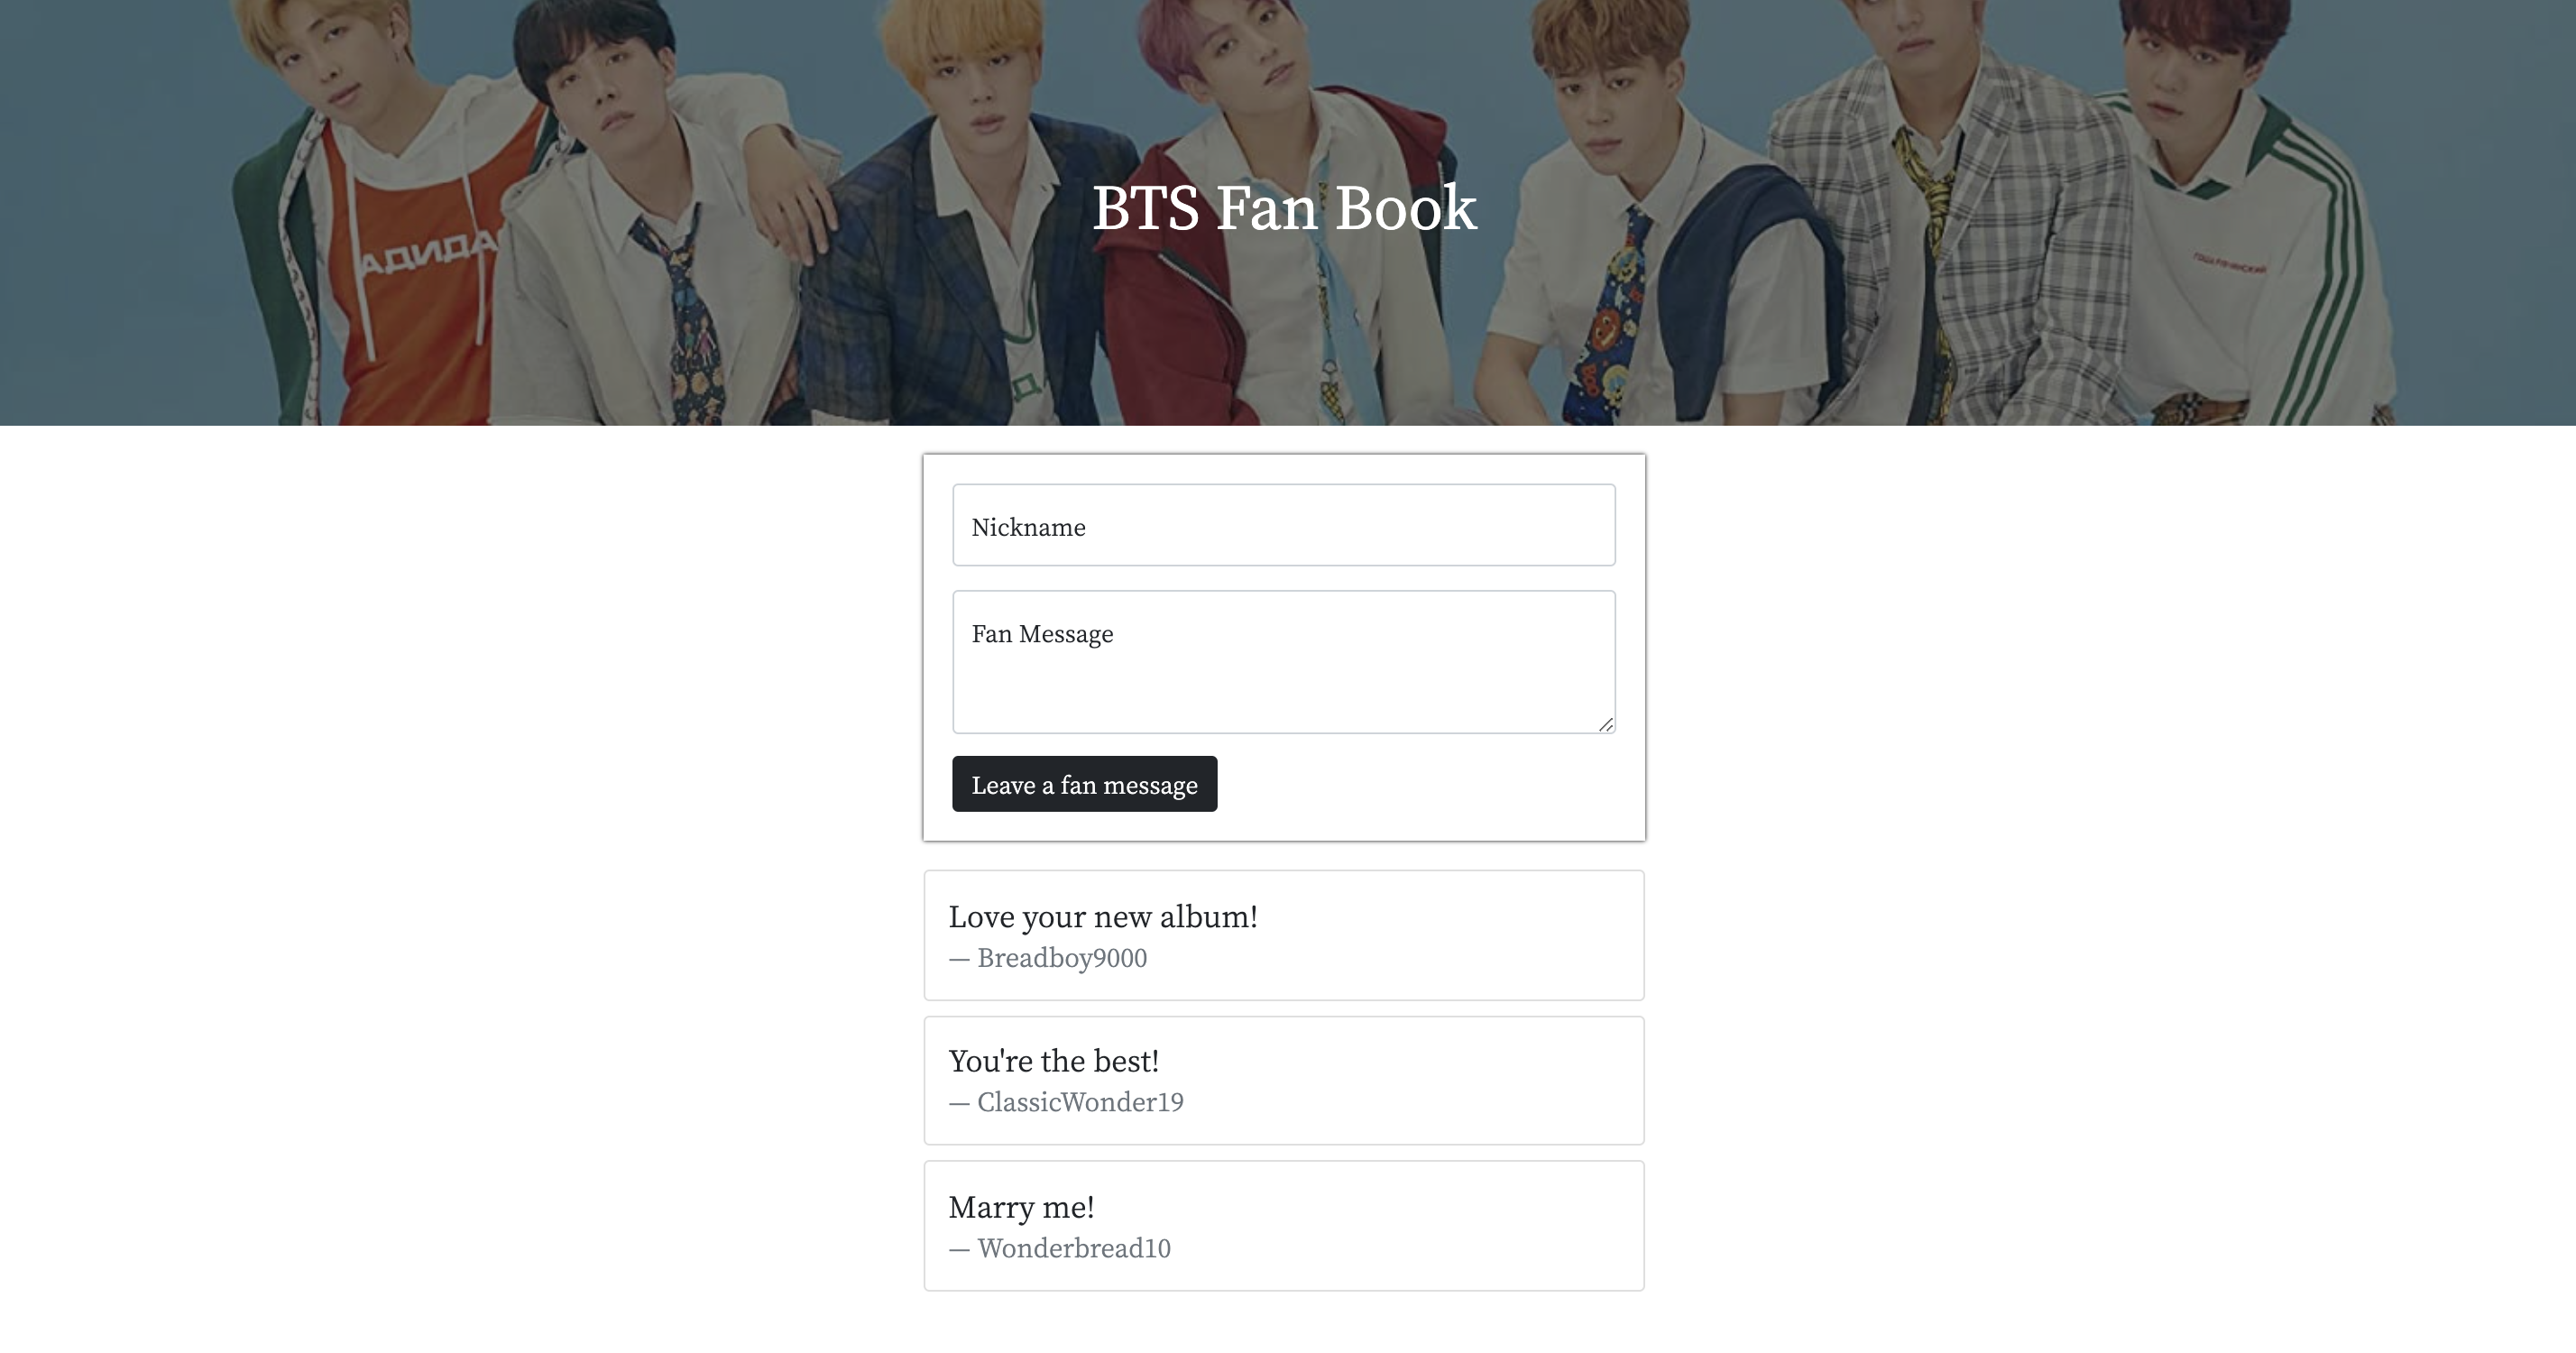 АДИДАС
BTS Fan Book
Nickname
Fan Message
Leave a fan message
Love your new album!
— Breadboy9000
You're the best!
— ClassicWonder19
Marry me!
— Wonderbread10